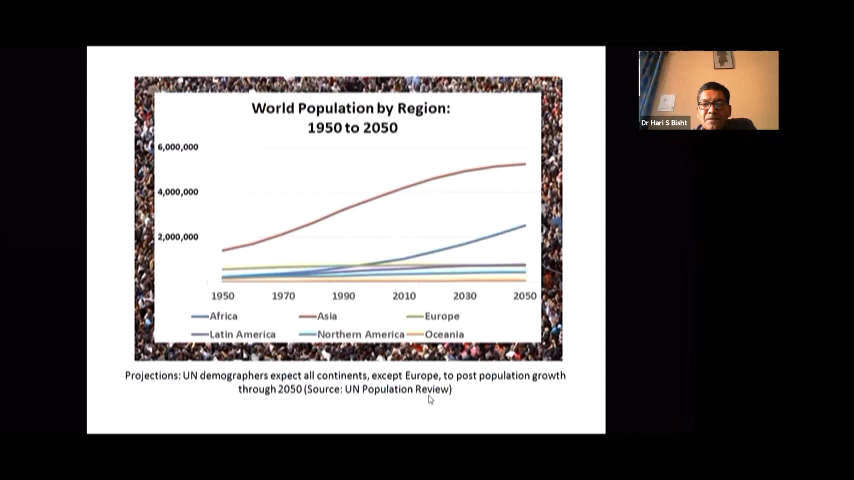 World Population by Region:
1950 to 2050
6,000,000
4,000,000
2,000,000
1950 1970 1990 2010 2030 2050
Africa Asia Europe
Latin America Northern America Oceania
Projections: UN demographers expect all continents, except Europe, to post population growth
through 2050 (Source: UN Population Review)
Dr Hari S Bisht